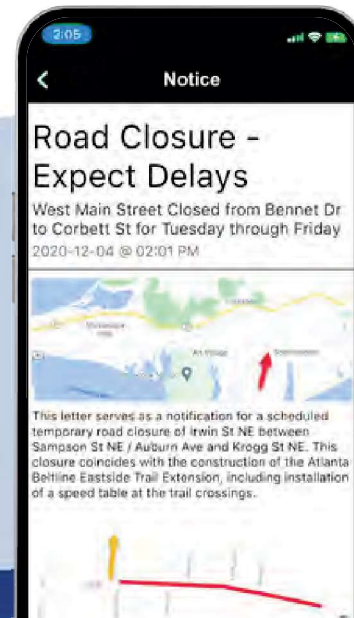 2:05
Notice
Road Closure -
Expect Delays
West Main Street Closed from Bennet Dr
to Corbett St for Tuesday through Friday
2020-12-04 @ 02:01 PM
This letter serves as a notification for a scheduled
temporary road closure of Irwin St NE between
Sampson St NE / Auburn Ave and Krogg St NE. This
closure coincides with the construction of the Atlanta
Beltline Eastside Trail Extension, including installation
of a speed table at the trail crossings.